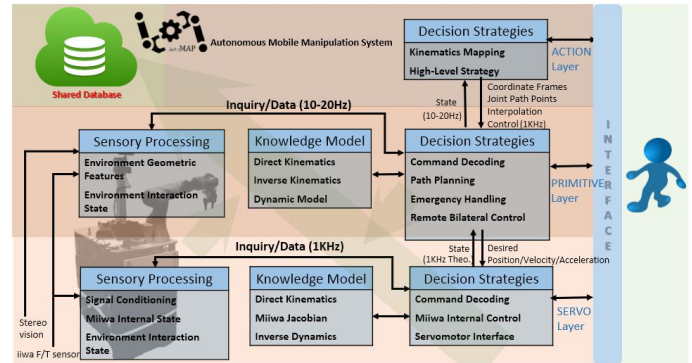 Autonomous Mobile Manipulation System
Shared Database
Decision Strategies
Kinematics Mapping
High-Level Strategy
ACTION
Layer
State
(10-20Hz)
Coordinate Frames
Joint Path Points
Interpolation
Control (1KHz)
Inquiry/Data (10-20Hz)
Sensory Processing
Environment Geometric
Features
Environment Interaction
State
Knowledge Model
Direct Kinematics
Inverse Kinematics
Dynamic Model
Decision Strategies
Command Decoding
Path Planning
Emergency Handling
Remote Bilateral Control
PRIMITIVE
Layer
INTERFACE
Inquiry/Data (1KHz)
State
(1KHz Theo.)
Desired
Position/Velocity/Acceleration
Sensory Processing
Signal Conditioning
Miiwa Internal State
Environment Interaction
State
Knowledge Model
Direct Kinematics
Miiwa Jacobian
Inverse Dynamics
Decision Strategies
Command Decoding
Miiwa Internal Control
Servomotor Interface
SERVO
Layer
Stereo
vision
iiwa F/T sensor